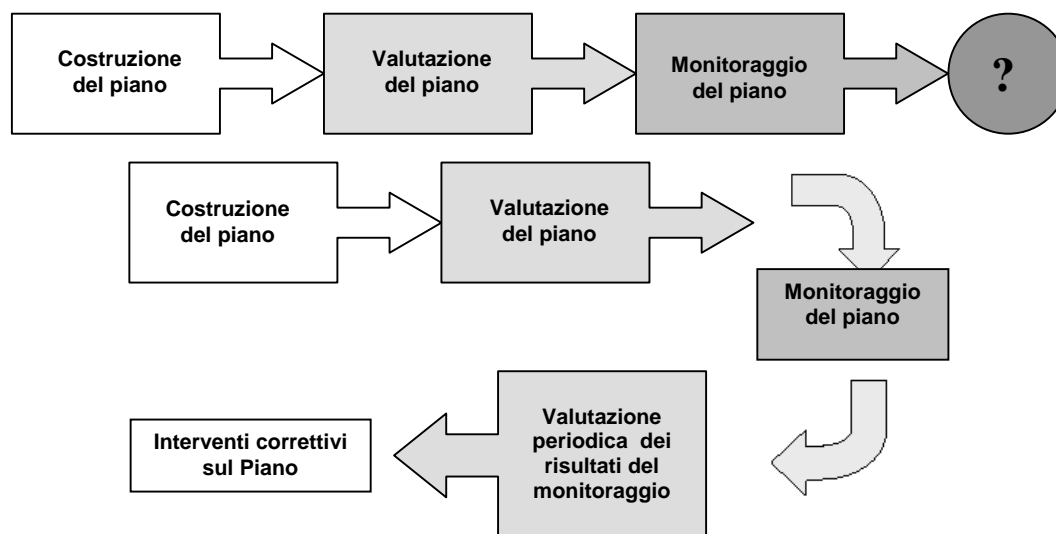 Costruzione
del piano
Valutazione
del piano
Monitoraggio
del piano
?
Costruzione
del piano
Valutazione
del piano
Monitoraggio
del piano
Valutazione
periodica dei
risultati del
monitoraggio
Interventi correttivi
sul Piano